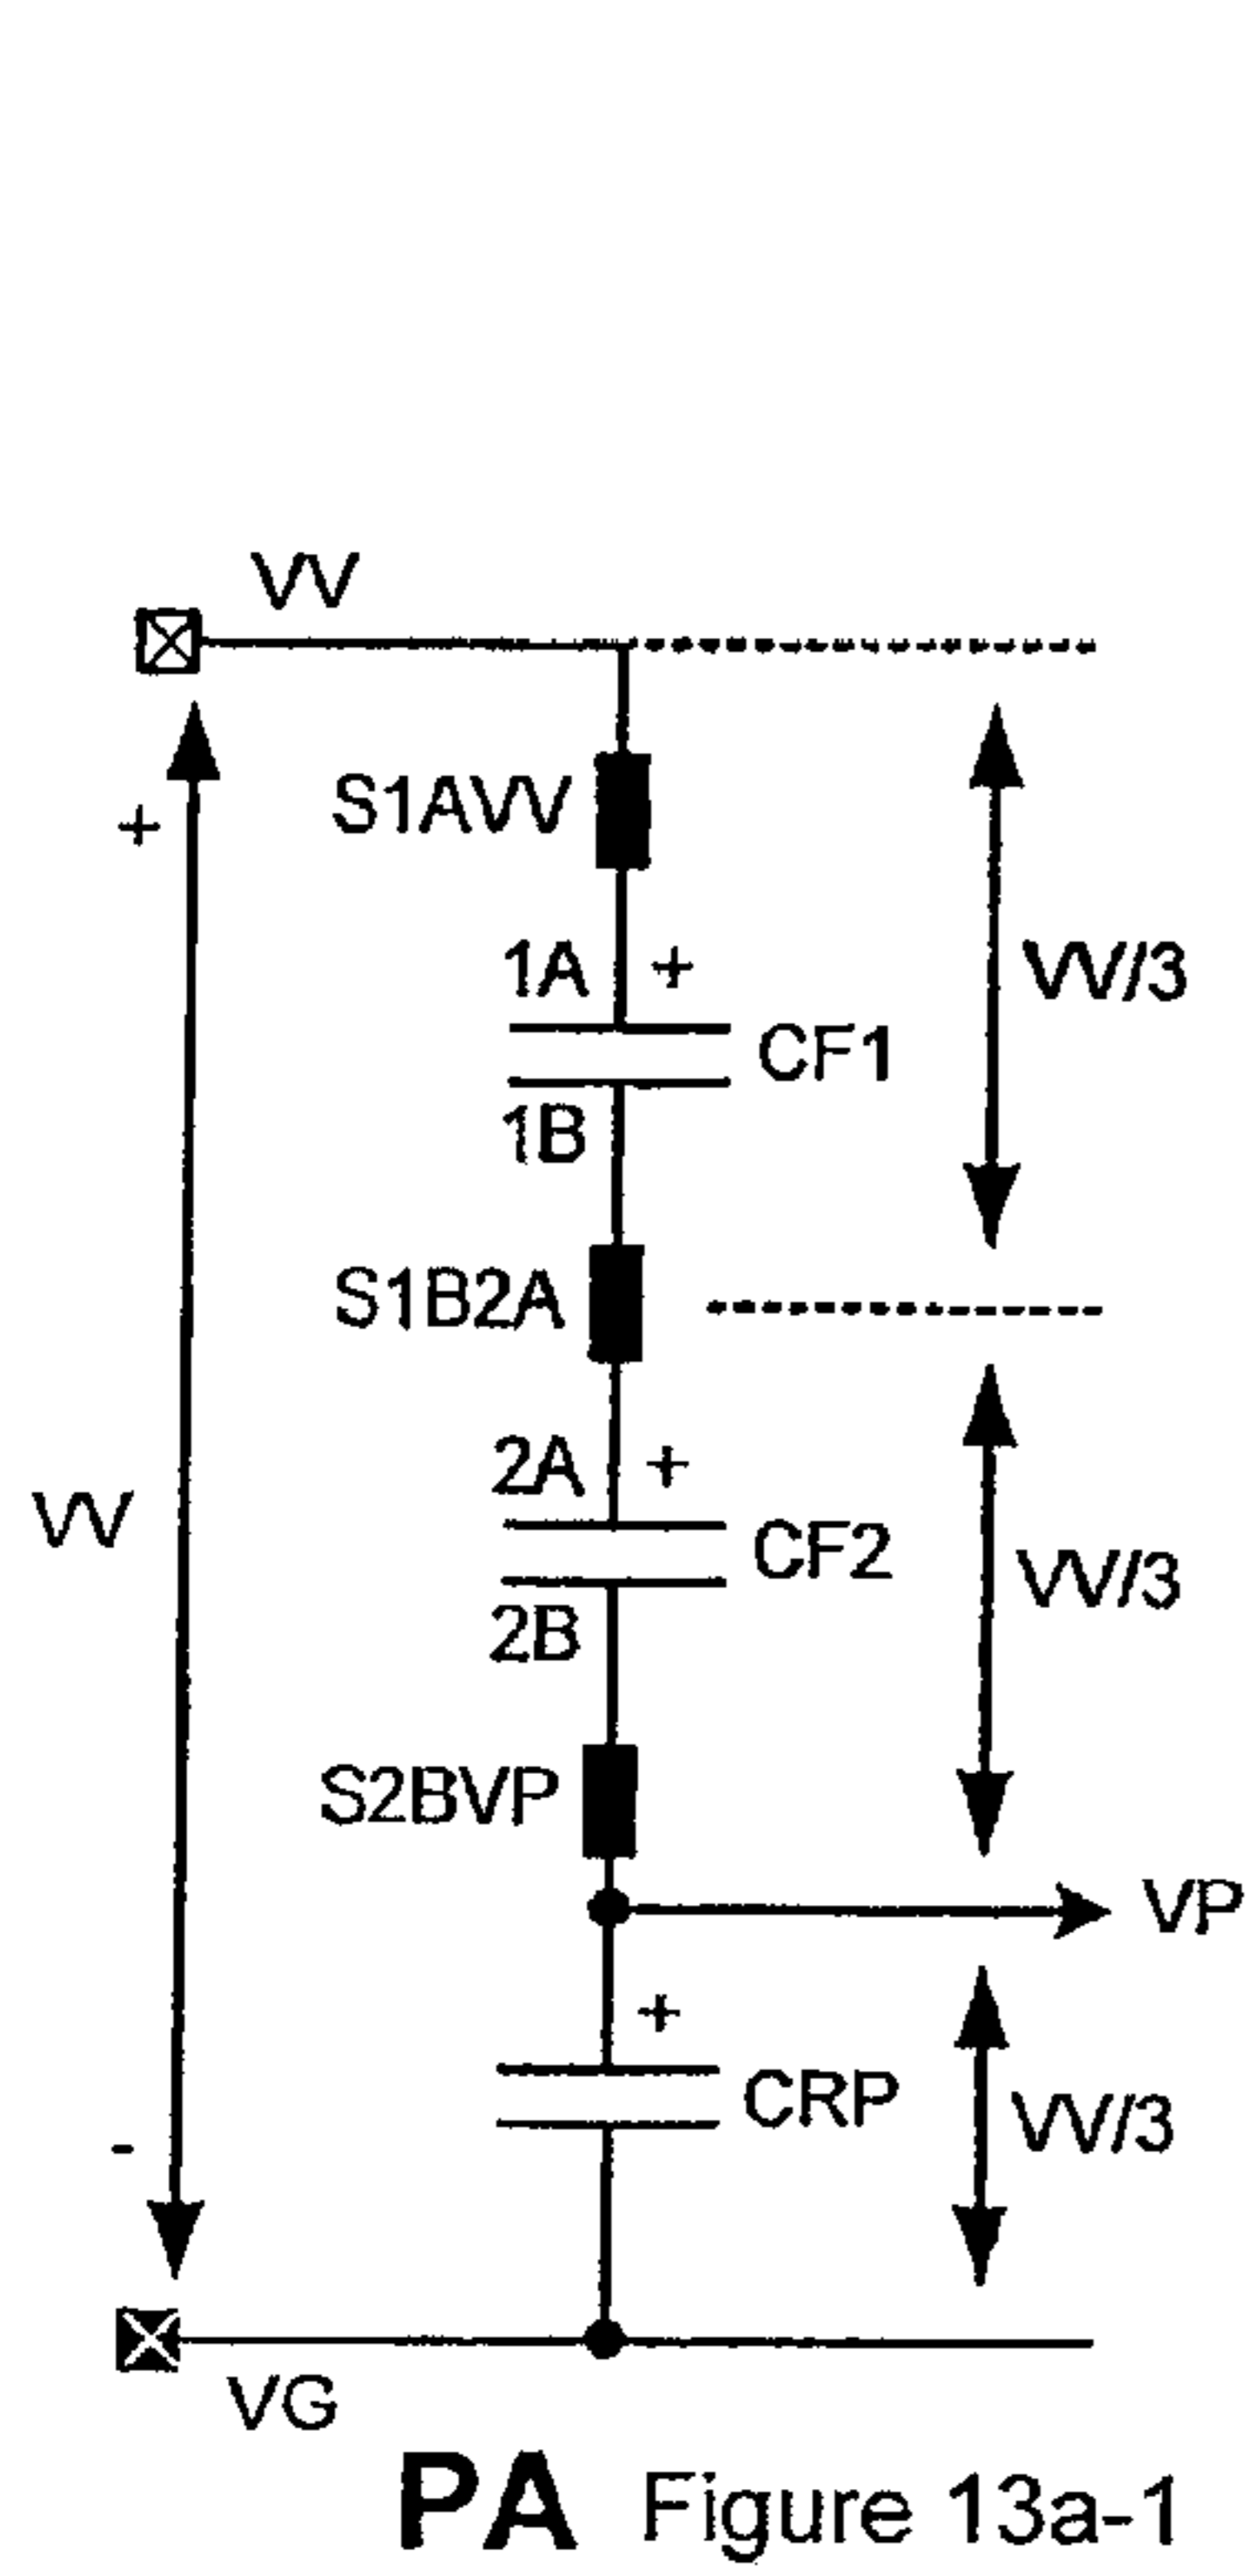 VV
S1AVV
+
1A +
VV/3
CF1
1B
S1B2A
2A +
VV
CF2
VV/3
2B
S2BVP
VP
+
CRP
VV/3
-
VG
PA Figure 13a-1